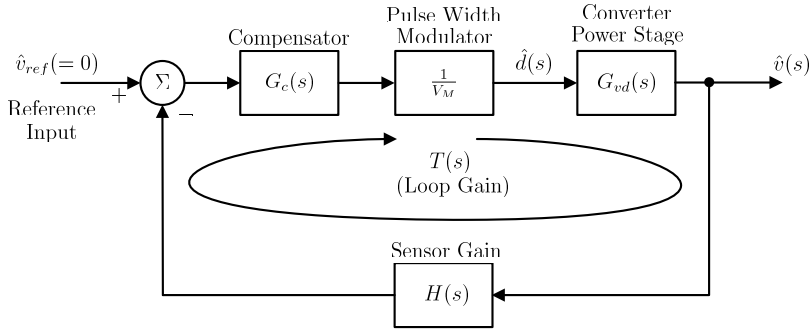 Pulse Width
Modulator
Converter
Power Stage
Compensator
v̂_ref(= 0)
+
−
Σ
G_c(s)
1
V_M
d̂(s)
G_vd(s)
v̂(s)
Reference
Input
T(s)
(Loop Gain)
Sensor Gain
H(s)